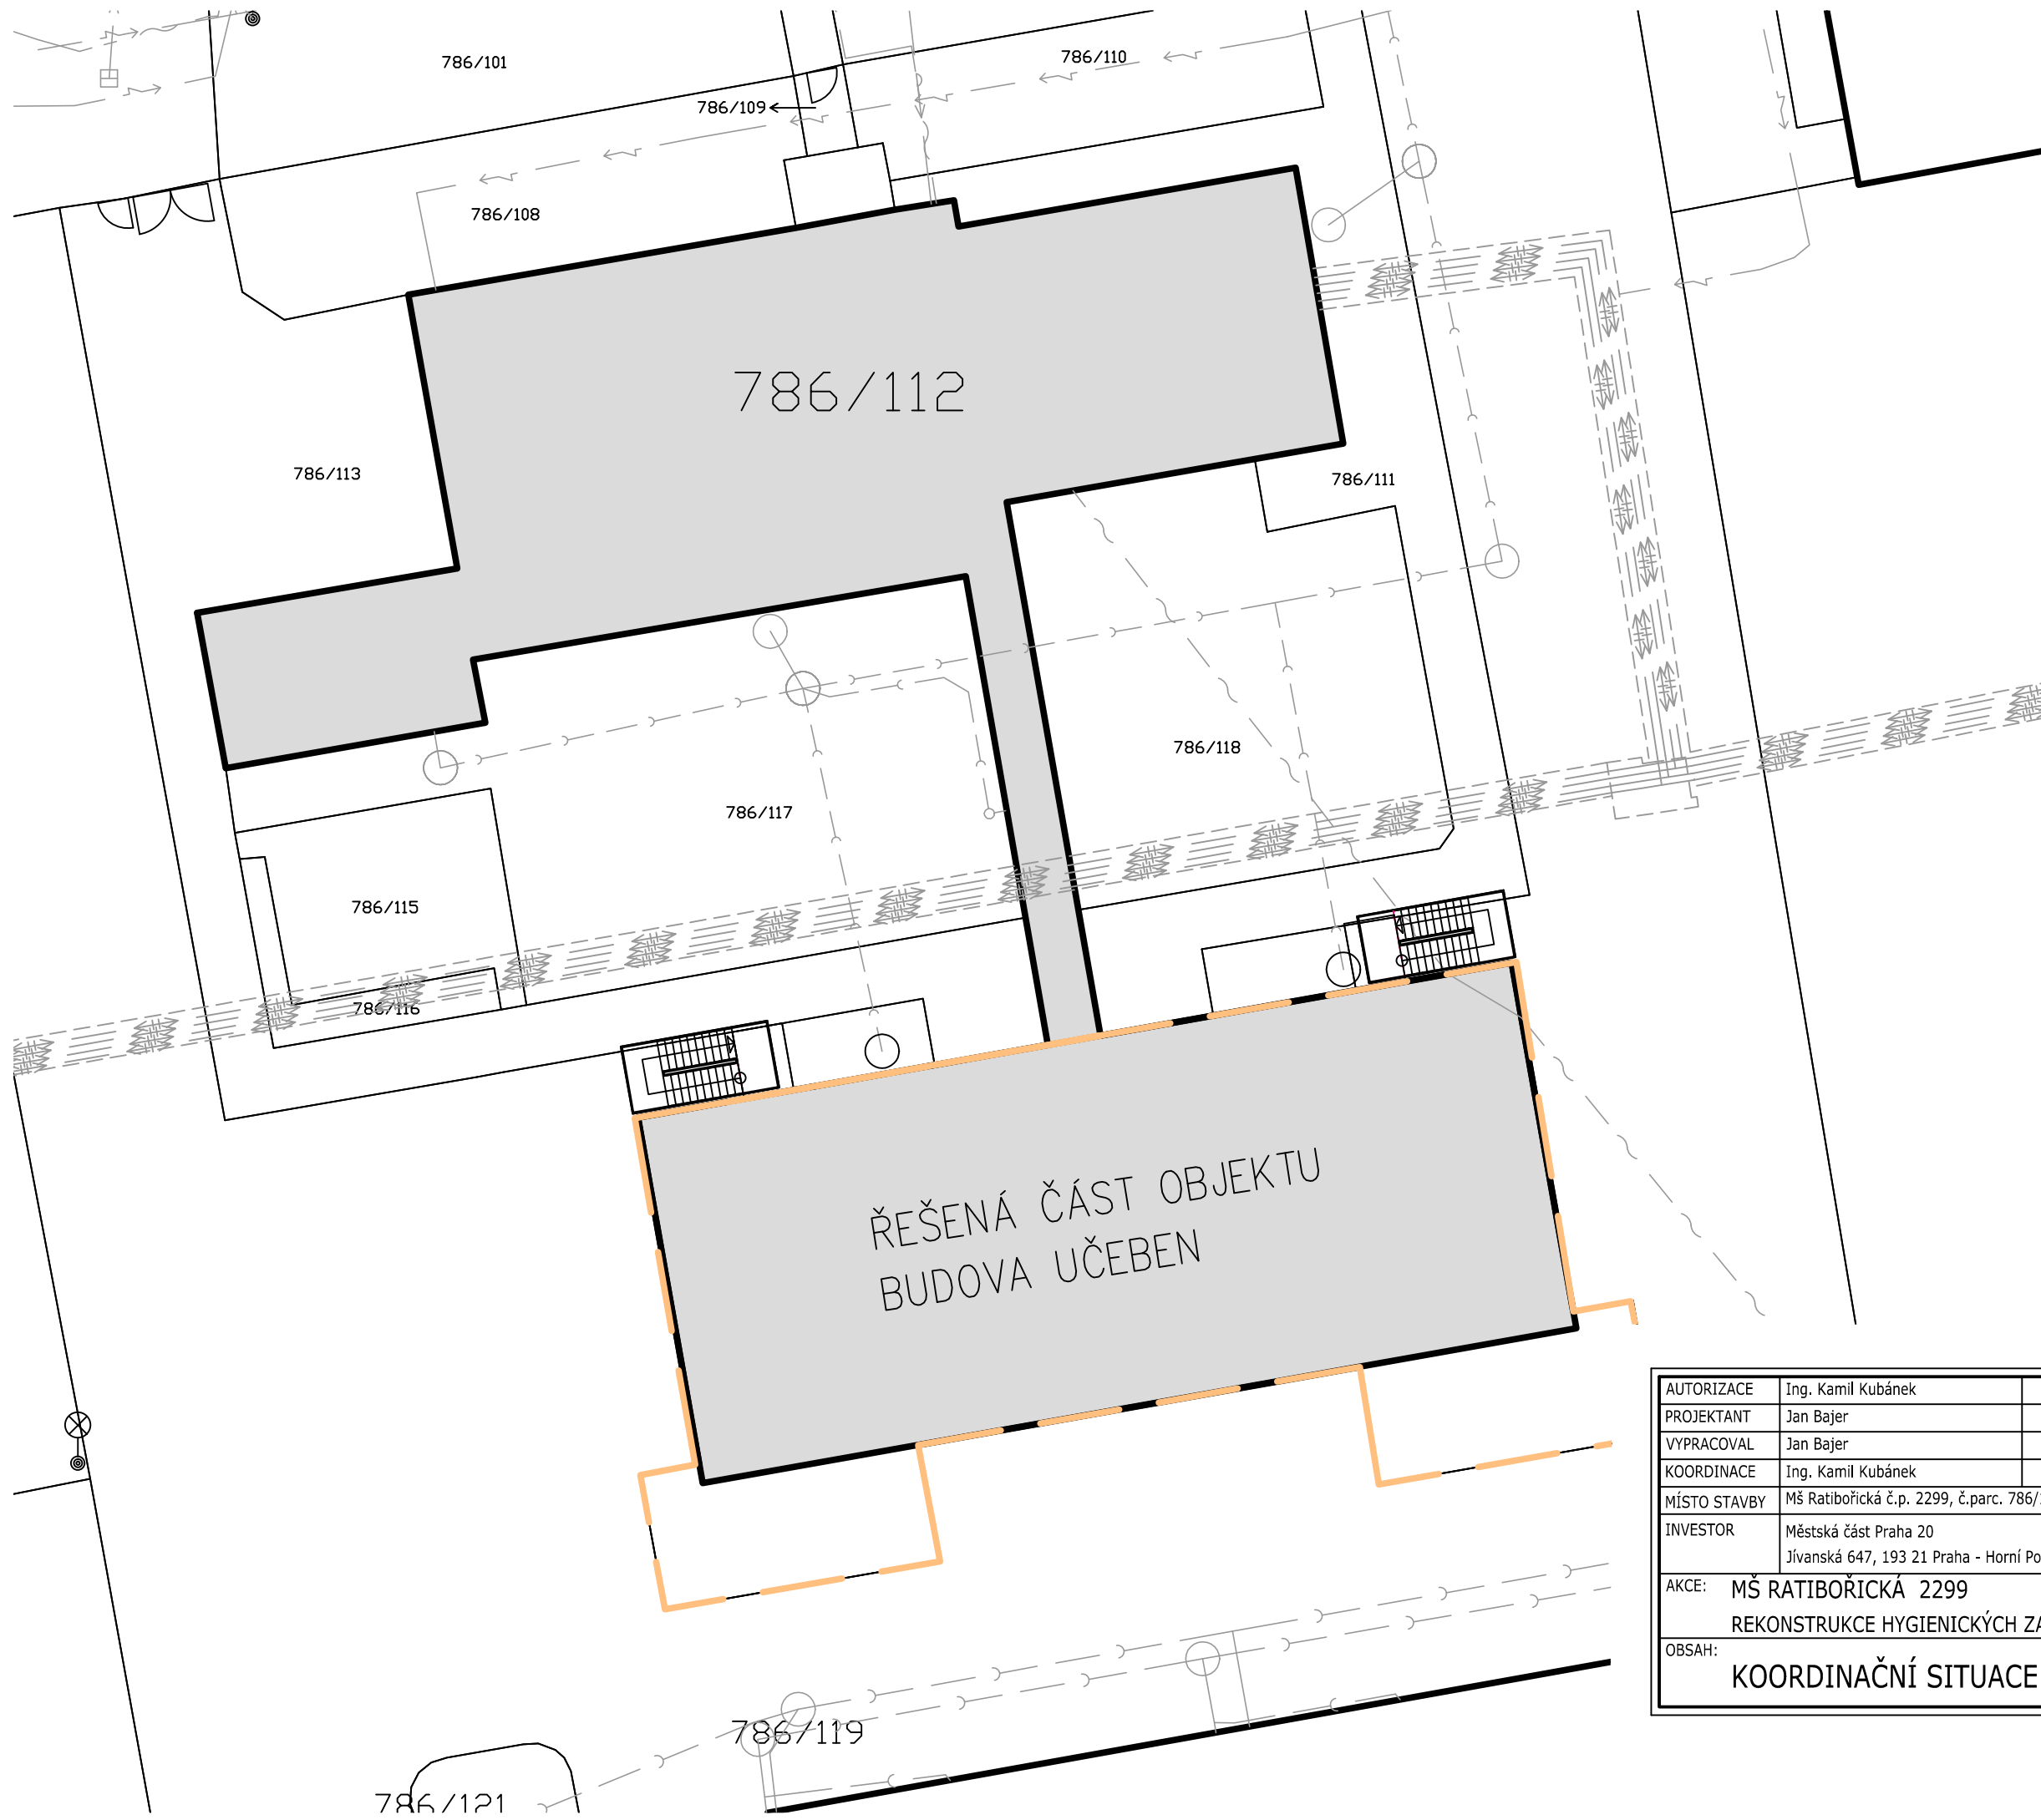 786/101
786/110
786/109
786/108
786/112
786/113
786/111
786/118
786/117
786/115
786/116
ŘEŠENÁ ČÁST OBJEKTU
BUDOVA UČEBEN
786/119
786/121
AUTORIZACE Ing. Kamil Kubánek
PROJEKTANT Jan Bajer
VYPRACOVAL Jan Bajer
KOORDINACE Ing. Kamil Kubánek
MÍSTO STAVBY Mš Ratibořická č.p. 2299, č.parc. 786/
INVESTOR Městská část Praha 20
Jívanská 647, 193 21 Praha - Horní Po
AKCE: MŠ RATIBOŘICKÁ 2299
REKONSTRUKCE HYGIENICKÝCH ZA
OBSAH:
KOORDINAČNÍ SITUACE